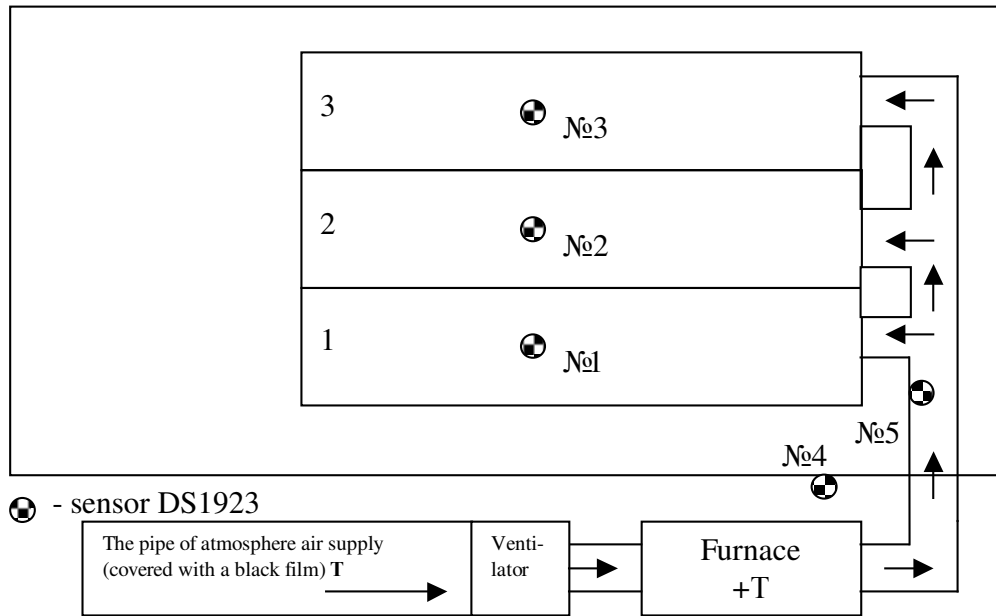 3
№3
2
№2
1
№1
№5
№4
- sensor DS1923
The pipe of atmosphere air supply
(covered with a black film) T
Venti-
lator
Furnace
+T